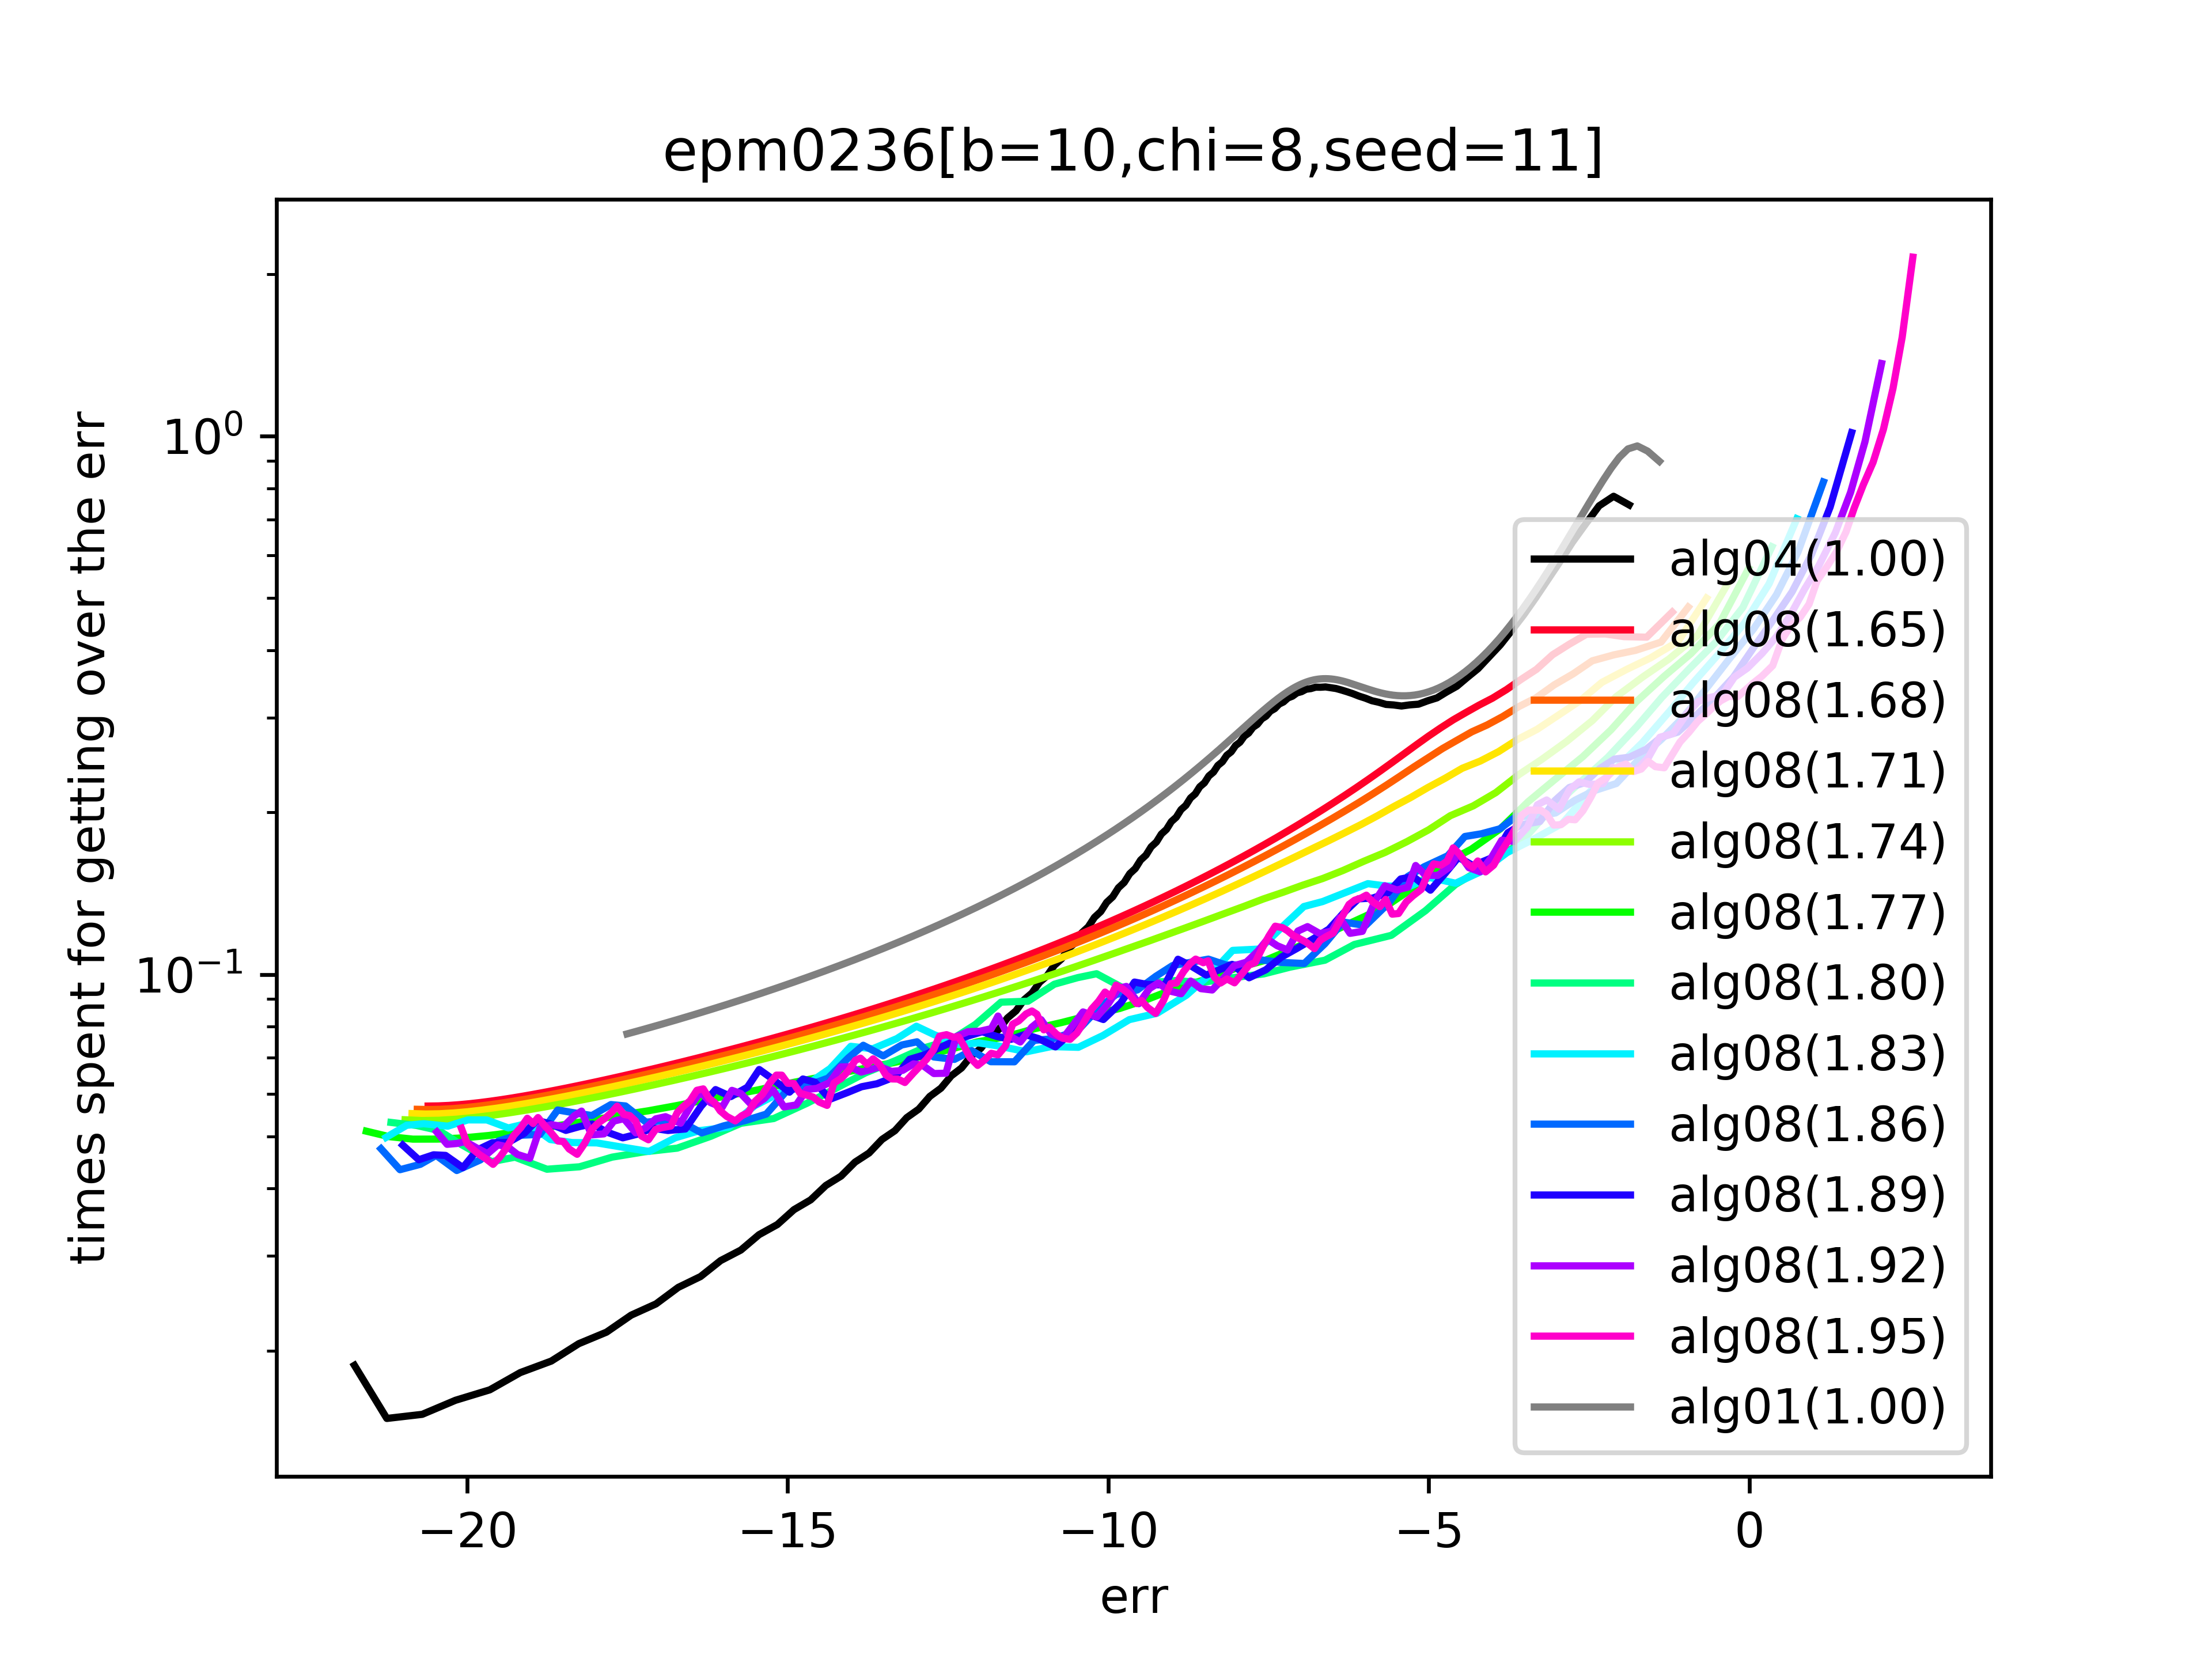 epm0236[b=10,chi=8,seed=11]
times spent for getting over the err
10⁰
10⁻¹
alg04(1.00)
alg08(1.65)
alg08(1.68)
alg08(1.71)
alg08(1.74)
alg08(1.77)
alg08(1.80)
alg08(1.83)
alg08(1.86)
alg08(1.89)
alg08(1.92)
alg08(1.95)
alg01(1.00)
−20 −15 −10 −5 0
err